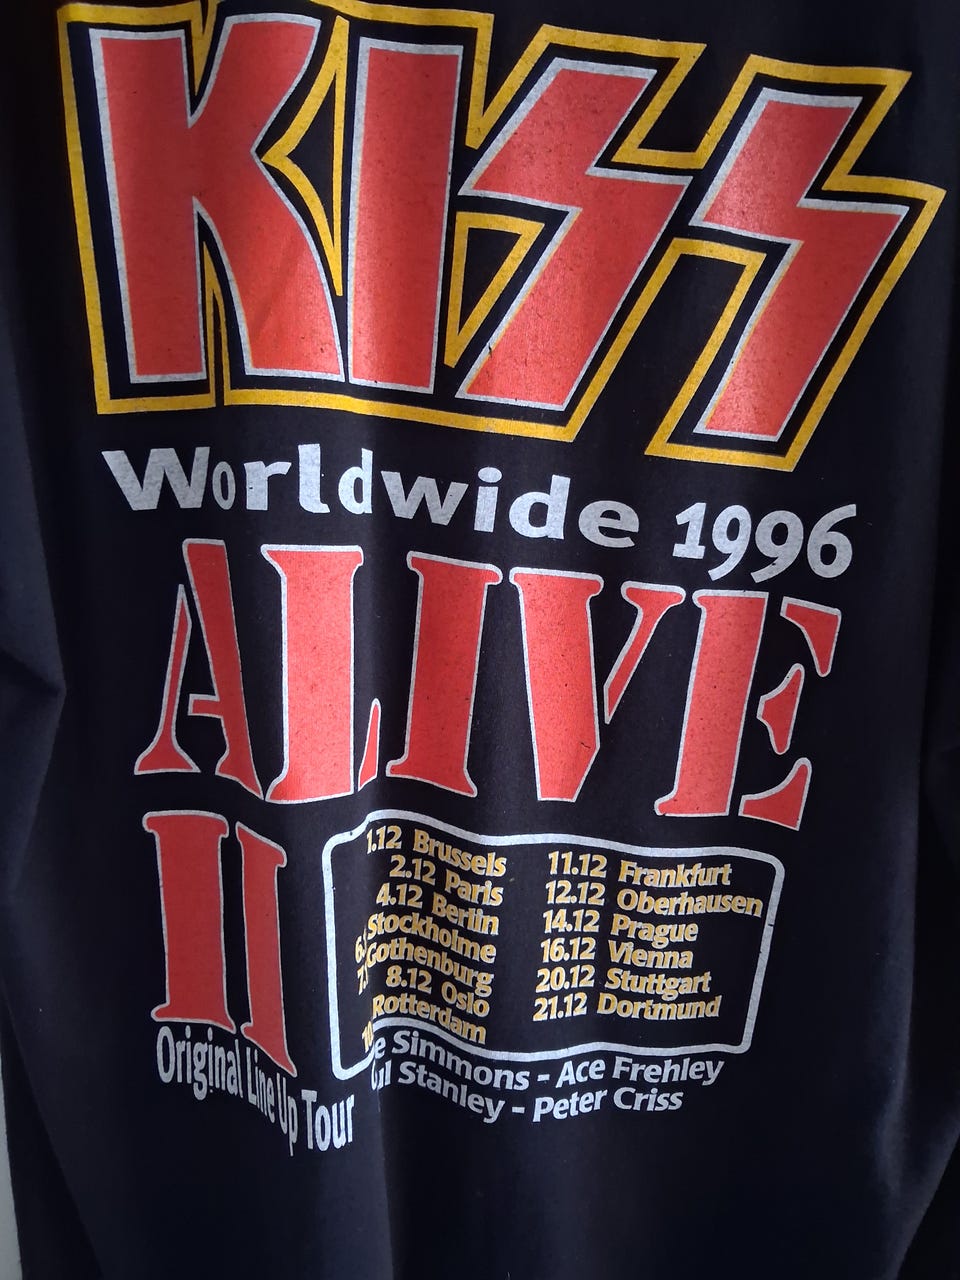 KISS
Worldwide 1996
ALIVE
II
1.12 Brussels
2.12 Paris
4.12 Berlin
Stockholme
Gothenburg
8.12 Oslo
Rotterdam
11.12 Frankfurt
12.12 Oberhausen
14.12 Prague
16.12 Vienna
20.12 Stuttgart
21.12 Dortmund
Original Line Up Tour
Simmons - Ace Frehley
Stanley - Peter Criss